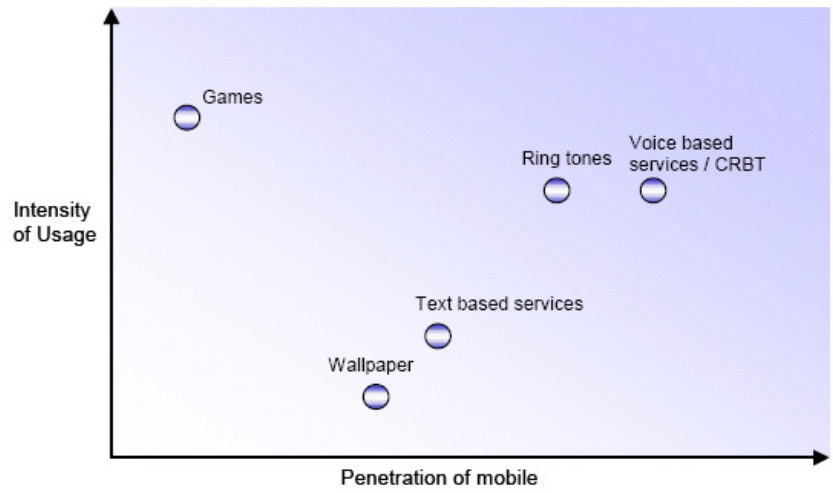 Games
Voice based
services / CRBT
Ring tones
Intensity
of Usage
Text based services
Wallpaper
Penetration of mobile